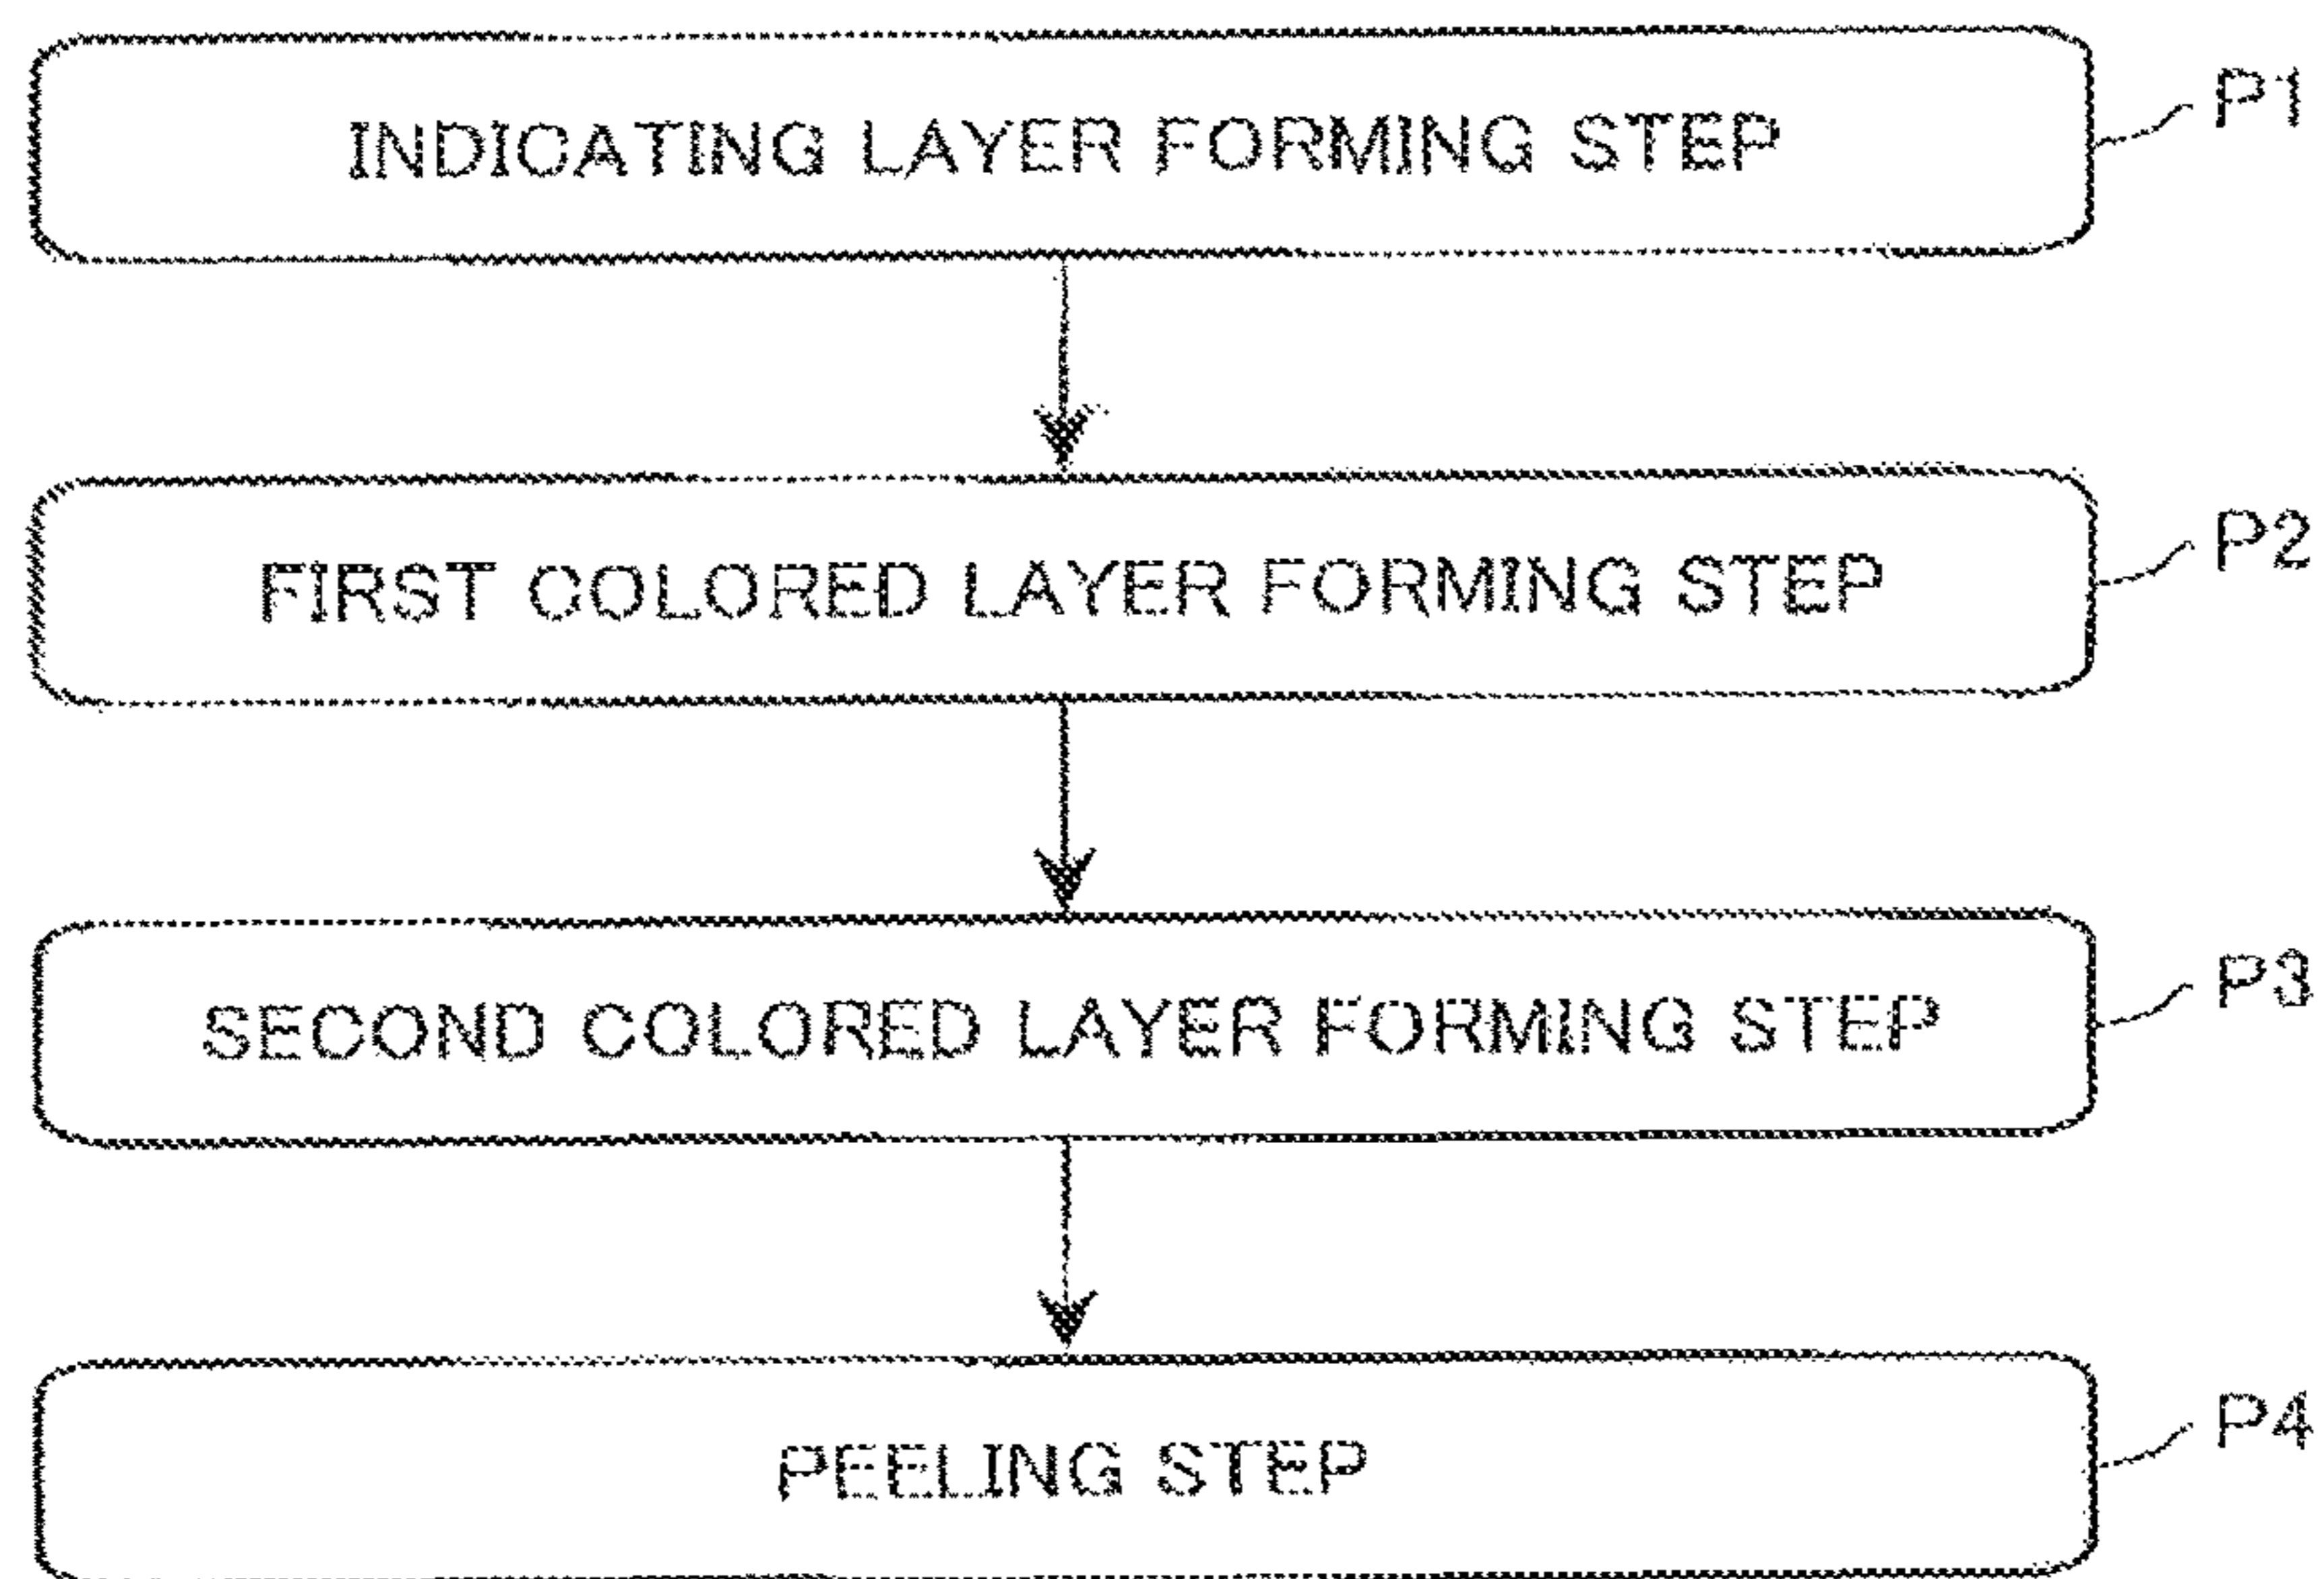 INDICATING LAYER FORMING STEP
P1
FIRST COLORED LAYER FORMING STEP
P2
SECOND COLORED LAYER FORMING STEP
P3
PEELING STEP
P4